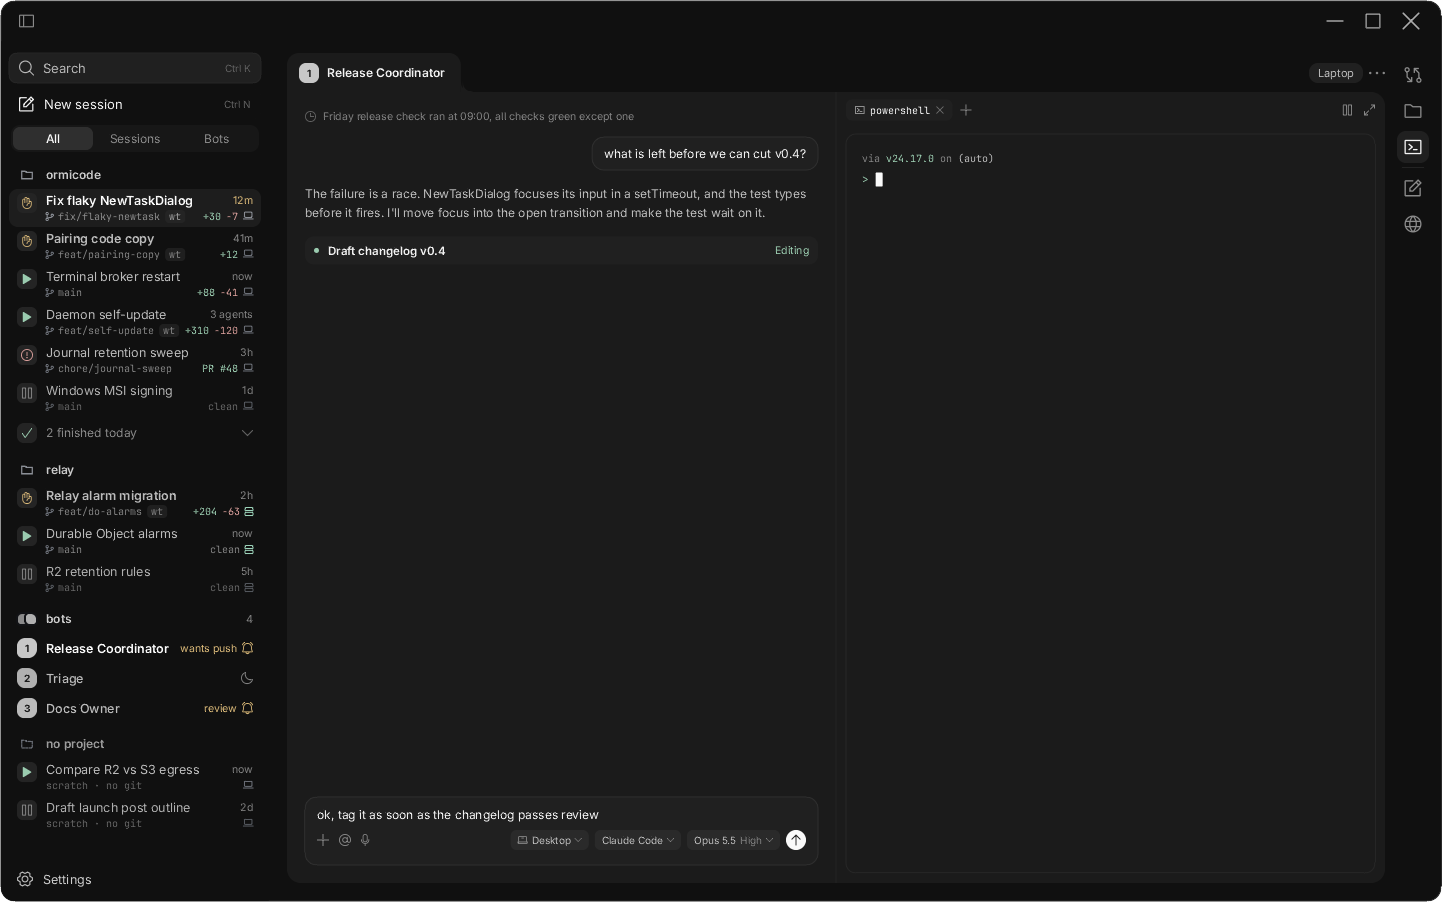 Search Ctrl K
New session Ctrl N
All Sessions Bots
ormicode
Fix flaky NewTaskDialog 12m
fix/flaky-newtask wt +30 -7
Pairing code copy 41m
feat/pairing-copy wt +12
Terminal broker restart now
main +88 -41
Daemon self-update 3 agents
feat/self-update wt +310 -120
Journal retention sweep 3h
chore/journal-sweep PR #48
Windows MSI signing 1d
main clean
2 finished today
relay
Relay alarm migration 2h
feat/do-alarms wt +204 -63
Durable Object alarms now
main clean
R2 retention rules 5h
main clean
bots 4
1 Release Coordinator wants push
2 Triage
3 Docs Owner review
no project
Compare R2 vs S3 egress now
scratch · no git
Draft launch post outline 2d
scratch · no git
Settings
1 Release Coordinator
Laptop
Friday release check ran at 09:00, all checks green except one
what is left before we can cut v0.4?
The failure is a race. NewTaskDialog focuses its input in a setTimeout, and the test types
before it fires. I'll move focus into the open transition and make the test wait on it.
Draft changelog v0.4 Editing
ok, tag it as soon as the changelog passes review
Desktop Claude Code Opus 5.5 High
powershell
via v24.17.0 on (auto)
>